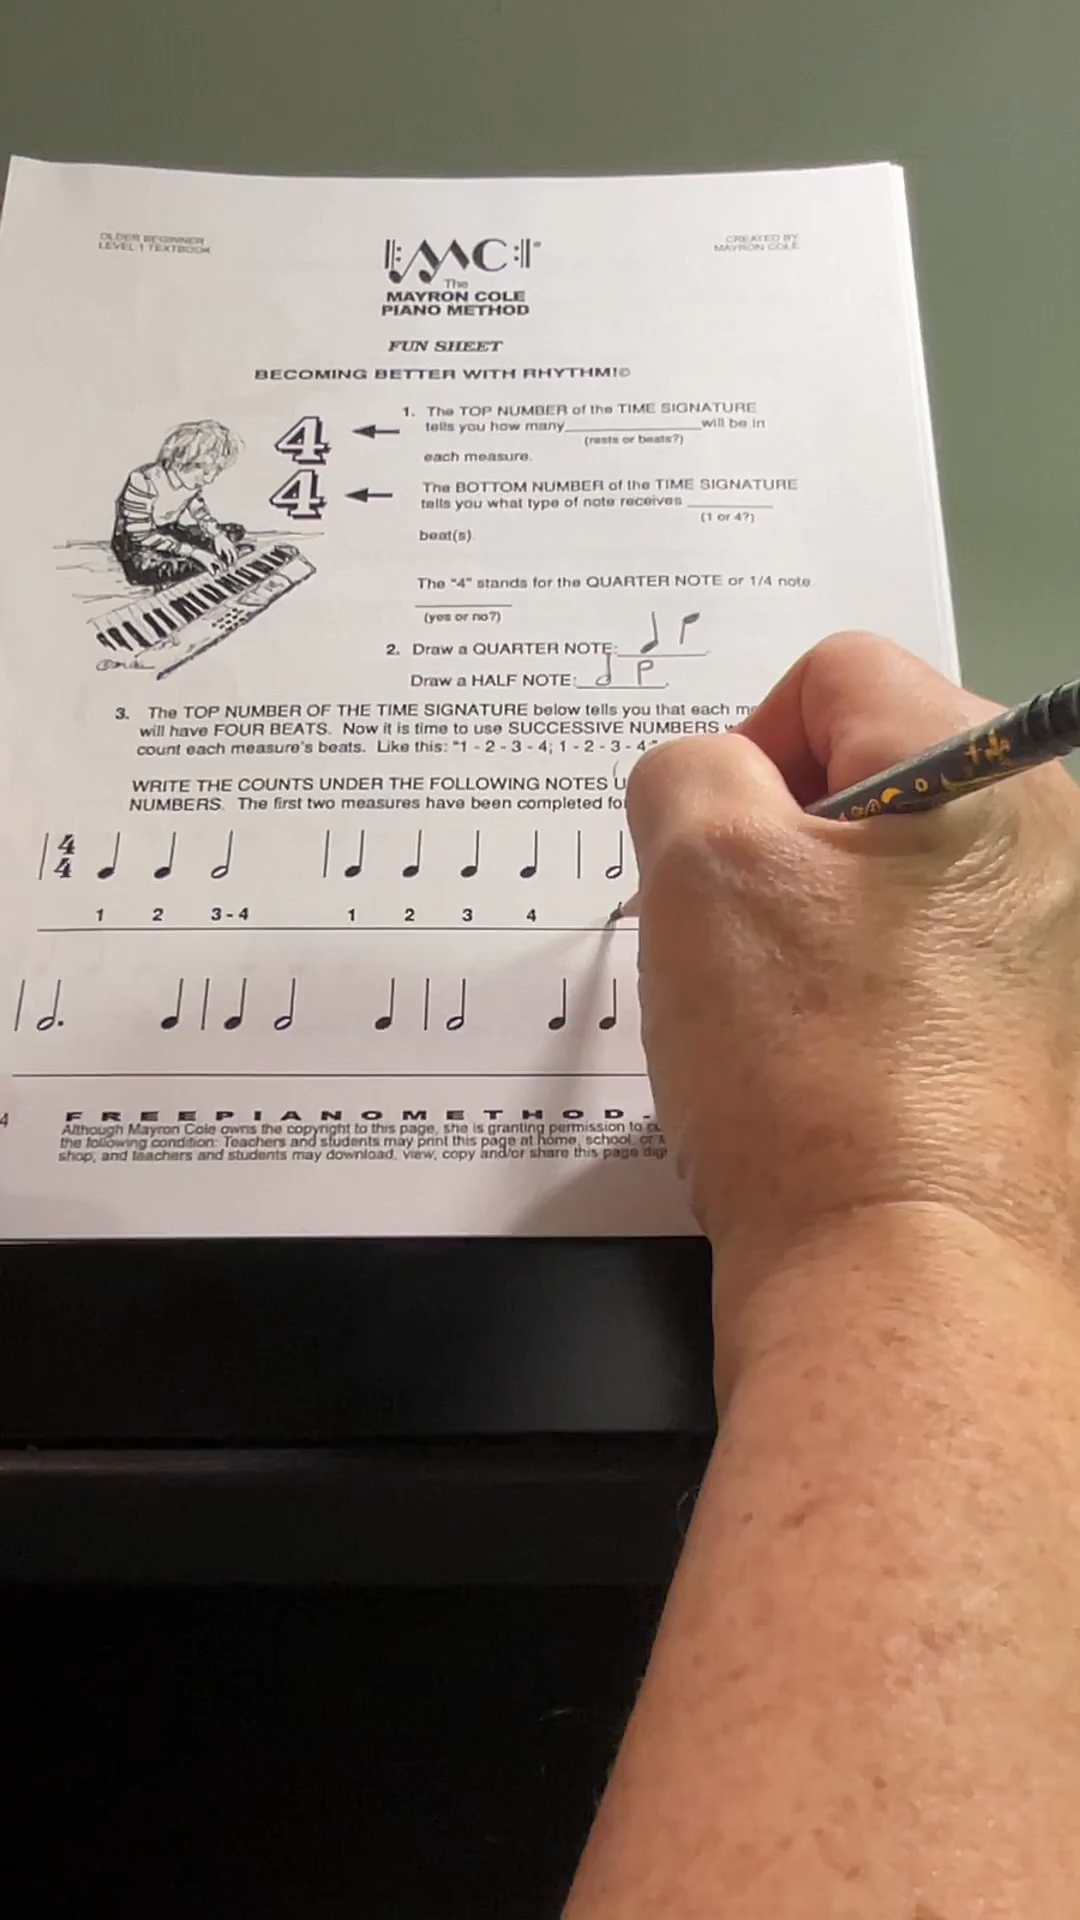 OLDER BEGINNER
LEVEL 1 TEXTBOOK
MC
The
MAYRON COLE
PIANO METHOD
CREATED BY
MAYRON COLE
FUN SHEET
BECOMING BETTER WITH RHYTHM!©
4
4
1. The TOP NUMBER of the TIME SIGNATURE
tells you how many____________will be in
(rests or beats?)
each measure.
The BOTTOM NUMBER of the TIME SIGNATURE
tells you what type of note receives ________
(1 or 4?)
beat(s).
The "4" stands for the QUARTER NOTE or 1/4 note
________
(yes or no?)
2. Draw a QUARTER NOTE:________.
Draw a HALF NOTE:________.
3. The TOP NUMBER OF THE TIME SIGNATURE below tells you that each
will have FOUR BEATS. Now it is time to use SUCCESSIVE NUMBERS
count each measure's beats. Like this: "1 - 2 - 3 - 4; 1 - 2 - 3 - 4
WRITE THE COUNTS UNDER THE FOLLOWING NOTES
NUMBERS. The first two measures have been completed
4
4
1 2 3 - 4 1 2 3 4
4
FREEPIANOMETHOD
Although Mayron Cole owns the copyright to this page, she is granting permission to
the following condition: Teachers and students may print this page at home, school, or
shop, and teachers and students may download, view, copy and/or share this page